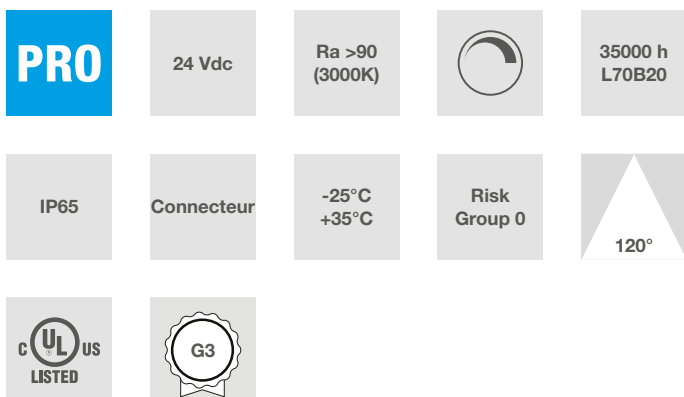 PRO
24 Vdc
Ra >90
(3000K)
35000 h
L70B20
IP65
Connecteur
-25°C
+35°C
Risk
Group 0
120°
C UL® US
LISTED
G3